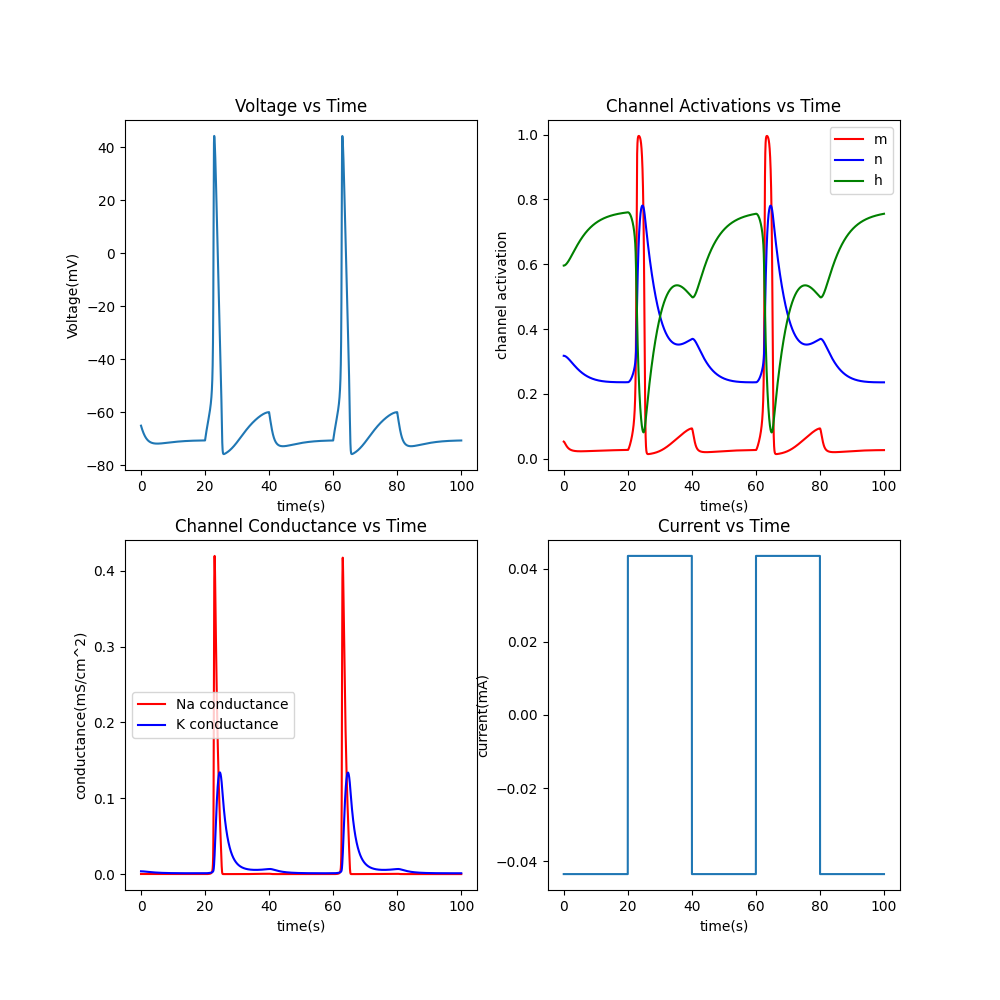 Voltage vs Time
Voltage(mV)
40
20
0
−20
−40
−60
−80
0 20 40 60 80 100
time(s)
Channel Activations vs Time
channel activation
1.0
0.8
0.6
0.4
0.2
0.0
m
n
h
0 20 40 60 80 100
time(s)
Channel Conductance vs Time
conductance(mS/cm^2)
0.4
0.3
0.2
0.1
0.0
Na conductance
K conductance
0 20 40 60 80 100
time(s)
Current vs Time
current(mA)
0.04
0.02
0.00
−0.02
−0.04
0 20 40 60 80 100
time(s)